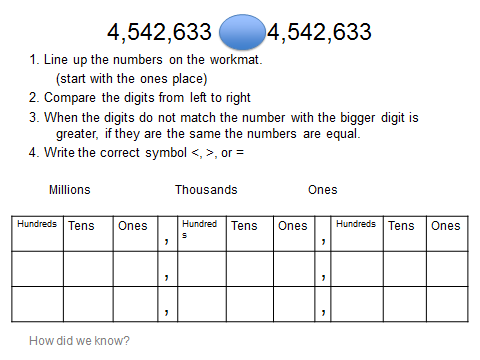 4,542,633 4,542,633
1. Line up the numbers on the workmat.
(start with the ones place)
2. Compare the digits from left to right
3. When the digits do not match the number with the bigger digit is
greater, if they are the same the numbers are equal.
4. Write the correct symbol <, >, or =
Millions Thousands Ones
Hundreds Tens Ones , Hundred
s Tens Ones , Hundreds Tens Ones
, ,
, ,
How did we know?